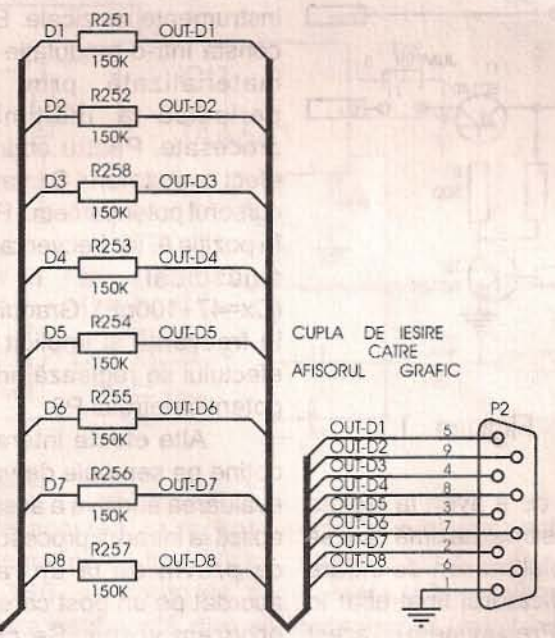 D1 R251 OUT-D1
150K
D2 R252 OUT-D2
150K
D3 R258 OUT-D3
150K
D4 R253 OUT-D4
150K
D5 R254 OUT-D5
150K
D6 R255 OUT-D6
150K
D7 R256 OUT-D7
150K
D8 R257 OUT-D8
150K
CUPLA DE IESIRE
CATRE
AFISORUL GRAFIC
P2
OUT-D1 5
OUT-D2 9
OUT-D3 4
OUT-D4 8
OUT-D5 3
OUT-D6 7
OUT-D7 2
OUT-D8 6
1